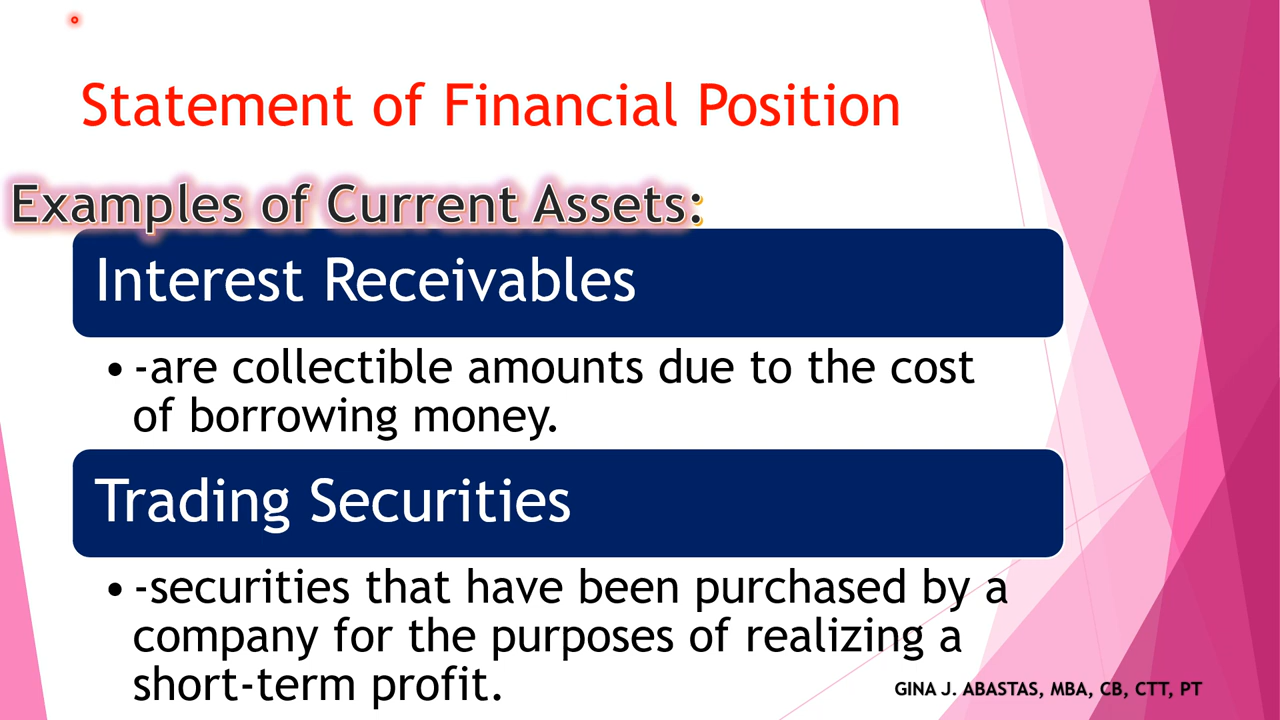 Statement of Financial Position
Examples of Current Assets:
Interest Receivables
• -are collectible amounts due to the cost
of borrowing money.
Trading Securities
• -securities that have been purchased by a
company for the purposes of realizing a
short-term profit.
GINA J. ABASTAS, MBA, CB, CTT, PT